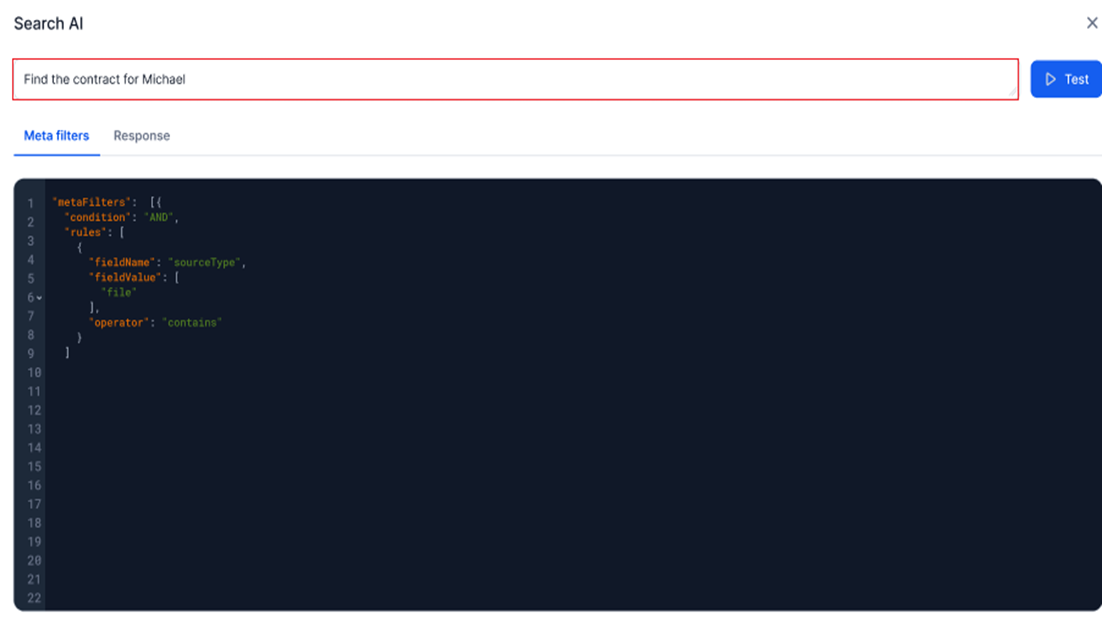 Search AI
Find the contract for Michael
Test
Meta filters Response
1
2
3
4
5
6
7
8
9
10
11
12
13
14
15
16
17
18
19
20
21
22
"metaFilters": [{
"condition": "AND",
"rules": [
{
"fieldName": "sourceType",
"fieldValue": [
"file"
],
"operator": "contains"
}
]